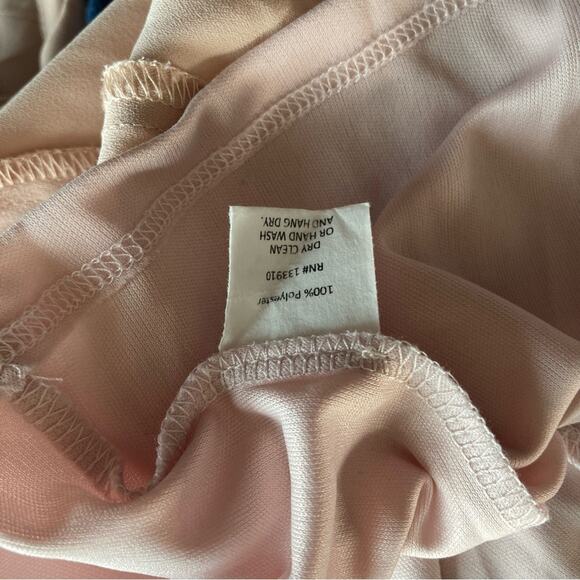 100% Polyester
RN# 133910
DRY CLEAN
OR HAND WASH
AND HANG DRY.